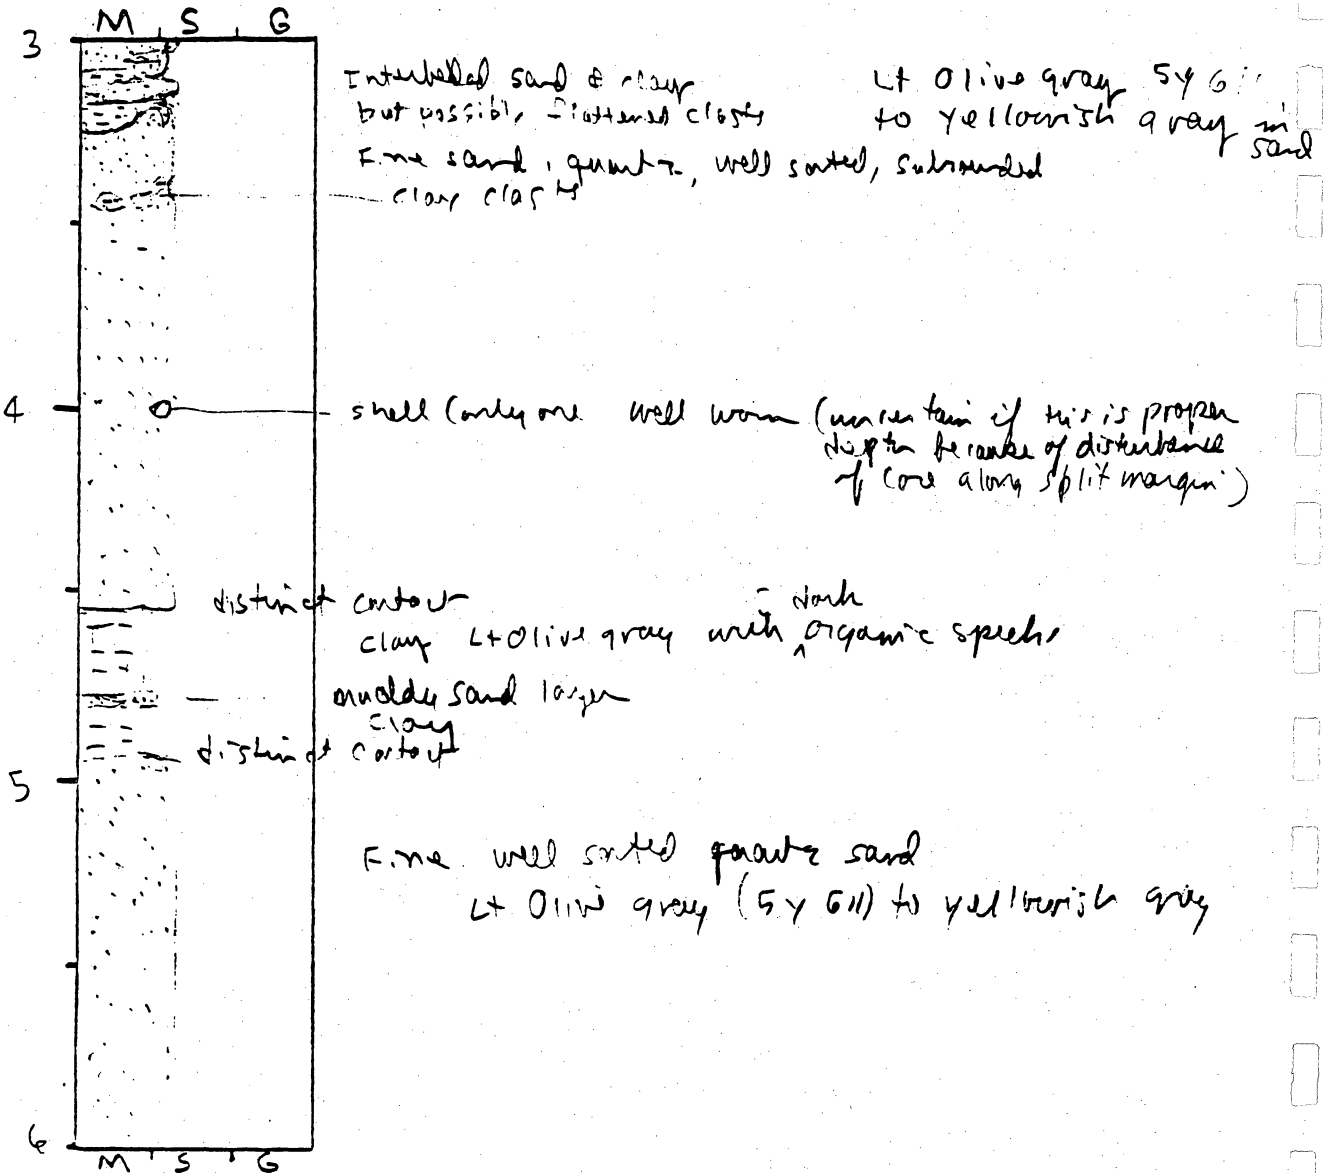 M S G
3
Interbedded sand & clay
but possible flattened clasts
Lt Olive gray 5Y 6/1
to yellowish gray in sand
Fine sand, quartz, well sorted, subrounded
clay clasts
4
shell (only one well worn (uncertain if this is proper
depth because of disturbance
of core along split margin)
distinct contact
clay Lt Olive gray with dark organic specks
muddy sand layer
clay
distinct contact
5
Fine well sorted quartz sand
Lt Olive gray (5Y 6/1) to yellowish gray
6
M S G